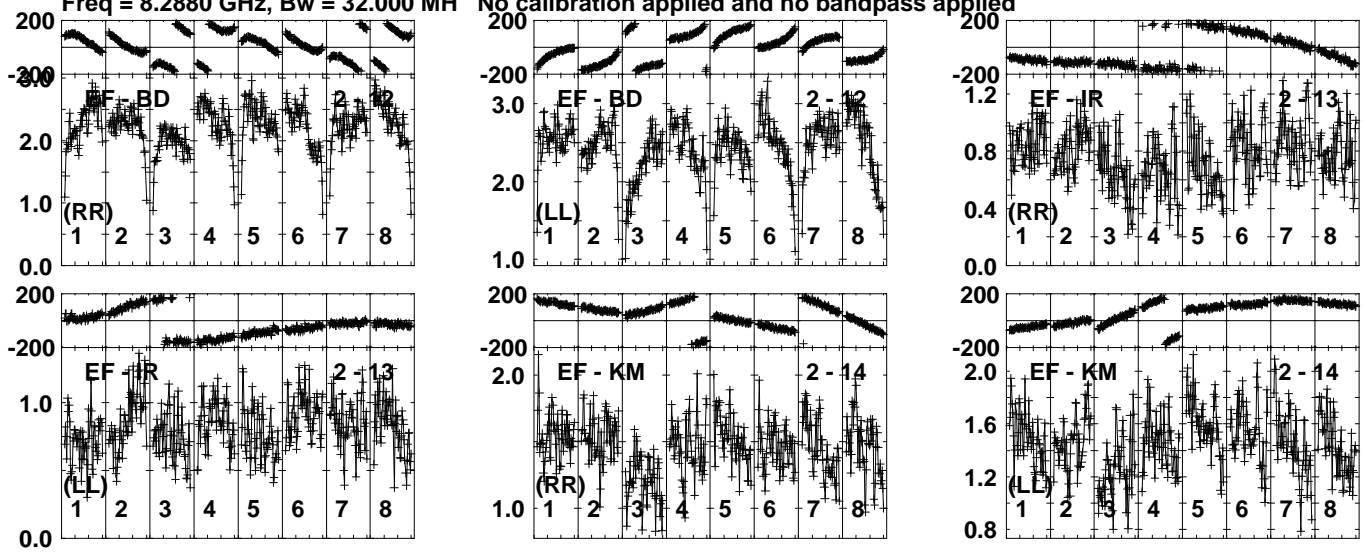 Freq = 8.2880 GHz, Bw = 32.000 MH No calibration applied and no bandpass applied
200
-200
3.0
2.0
1.0
0.0
EF - BD 2 - 12
(RR)
1 2 3 4 5 6 7 8
3.0
2.0
1.0
200
-200
EF - BD 2 - 12
(LL)
1 2 3 4 5 6 7 8
200
-200
1.2
0.8
0.4
0.0
EF - IR 2 - 13
(RR)
1 2 3 4 5 6 7 8
200
-200
1.0
0.0
EF - IR 2 - 13
(LL)
1 2 3 4 5 6 7 8
200
-200
2.0
1.0
EF - KM 2 - 14
(RR)
1 2 3 4 5 6 7 8
200
-200
2.0
1.6
1.2
0.8
EF - KM 2 - 14
(LL)
1 2 3 4 5 6 7 8